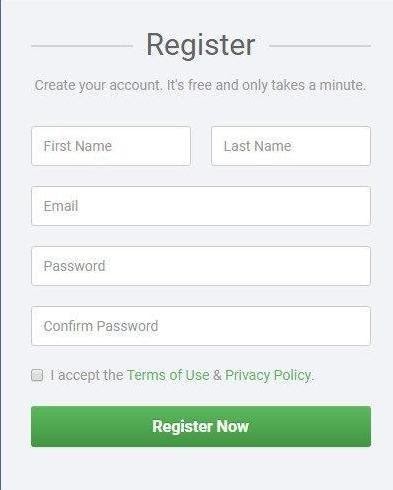 Register
Create your account. It's free and only takes a minute.
First Name Last Name
Email
Password
Confirm Password
I accept the Terms of Use & Privacy Policy.
Register Now